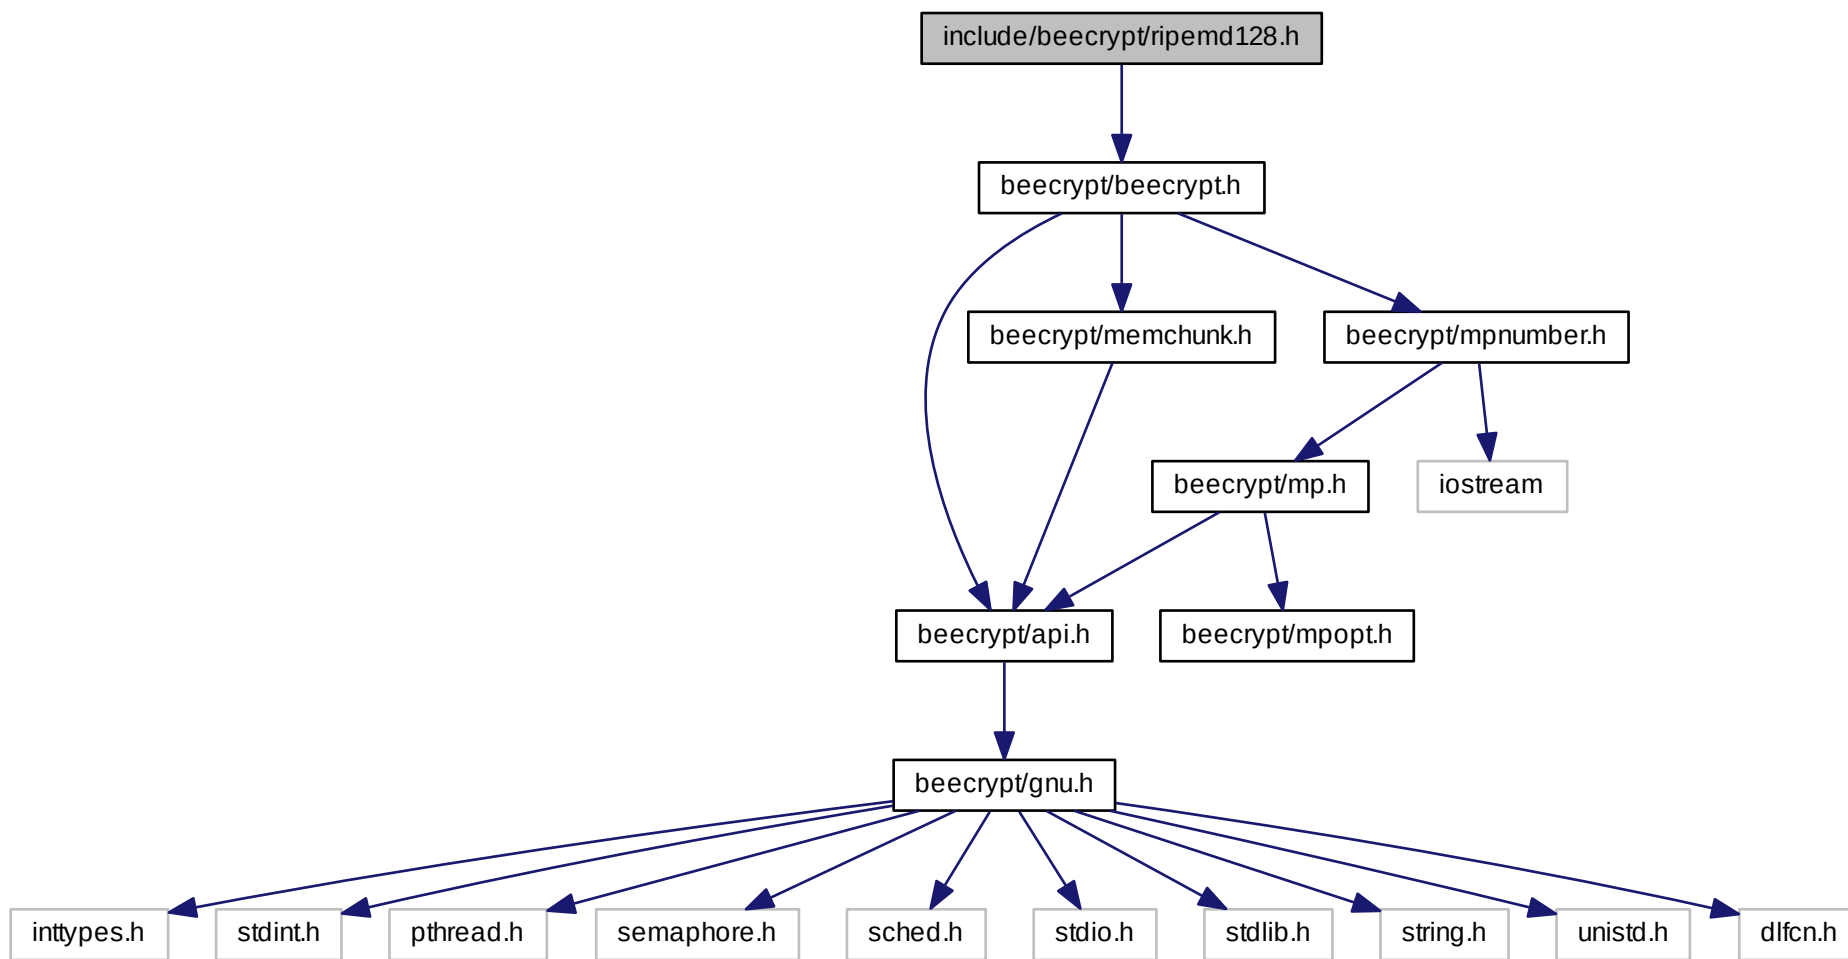 include/beecrypt/ripemd128.h
beecrypt/beecrypt.h
beecrypt/memchunk.h
beecrypt/mpnumber.h
beecrypt/mp.h
iostream
beecrypt/api.h
beecrypt/mpopt.h
beecrypt/gnu.h
inttypes.h
stdint.h
pthread.h
semaphore.h
sched.h
stdio.h
stdlib.h
string.h
unistd.h
dlfcn.h